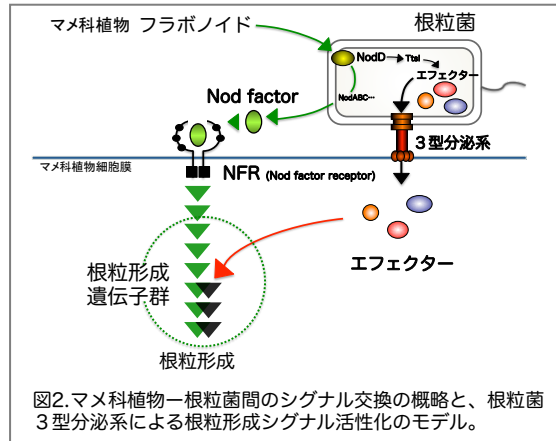 マメ科植物 フラボノイド
根粒菌
NodD
TtsI
エフェクター
NodABC…
Nod factor
3型分泌系
マメ科植物細胞膜
NFR (Nod factor receptor)
エフェクター
根粒形成
遺伝子群
根粒形成
図2.マメ科植物ー根粒菌間のシグナル交換の概略と、根粒菌
3型分泌系による根粒形成シグナル活性化のモデル。